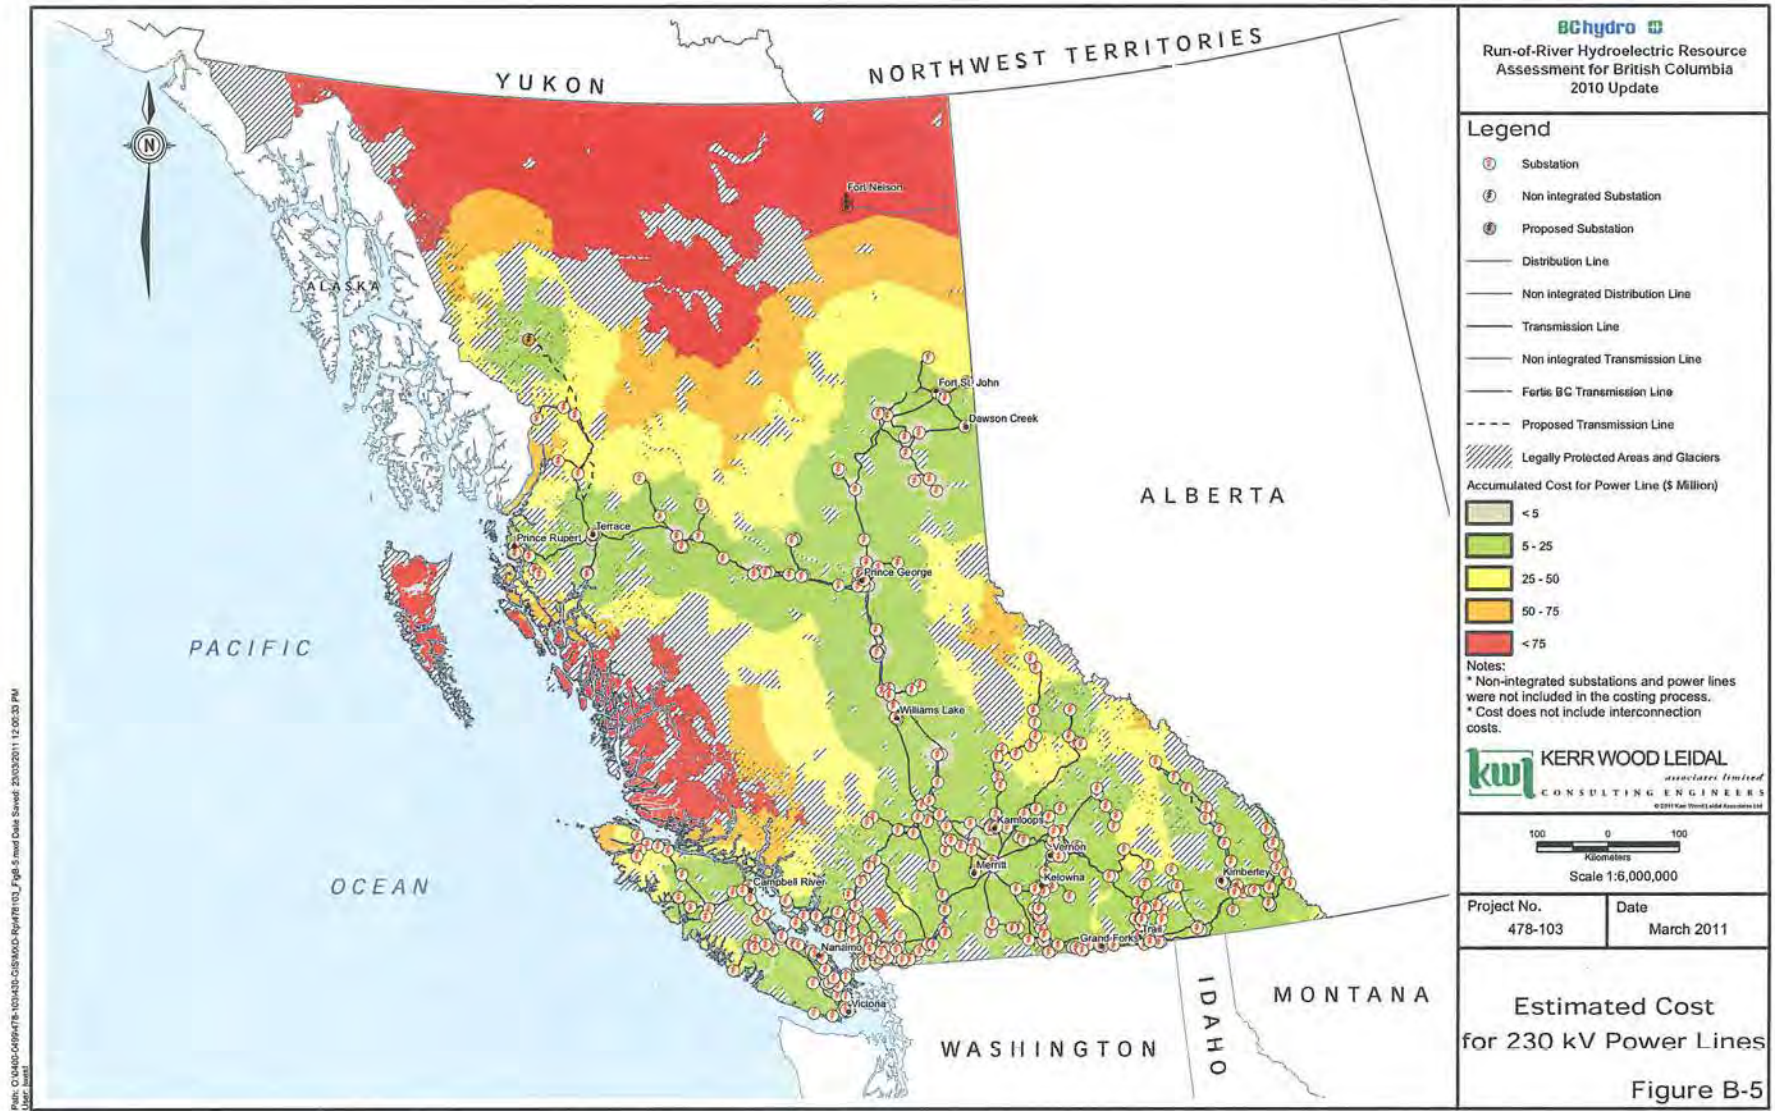 YUKON
NORTHWEST TERRITORIES
Fort Nelson
ALASKA
N
Fort St. John
Dawson Creek
ALBERTA
Terrace
Prince Rupert
Prince George
PACIFIC
Williams Lake
Kamloops
Vernon
Merritt
Kelowna
Kimberley
Campbell River
OCEAN
Nanaimo
Grand Forks
Trail
Victoria
WASHINGTON
IDAHO
MONTANA
BChydro
Run-of-River Hydroelectric Resource
Assessment for British Columbia
2010 Update
Legend
Substation
Non integrated Substation
Proposed Substation
Distribution Line
Non integrated Distribution Line
Transmission Line
Non integrated Transmission Line
Fortis BC Transmission Line
Proposed Transmission Line
Legally Protected Areas and Glaciers
Accumulated Cost for Power Line ($ Million)
< 5
5 - 25
25 - 50
50 - 75
< 75
Notes:
* Non-integrated substations and power lines
were not included in the costing process.
* Cost does not include interconnection
costs.
kwl
KERR WOOD LEIDAL
associates limited
CONSULTING ENGINEERS
© 2011 Kerr Wood Leidal Associates Ltd
100 0 100
Kilometers
Scale 1:6,000,000
Project No.
478-103
Date
March 2011
Estimated Cost
for 230 kV Power Lines
Figure B-5